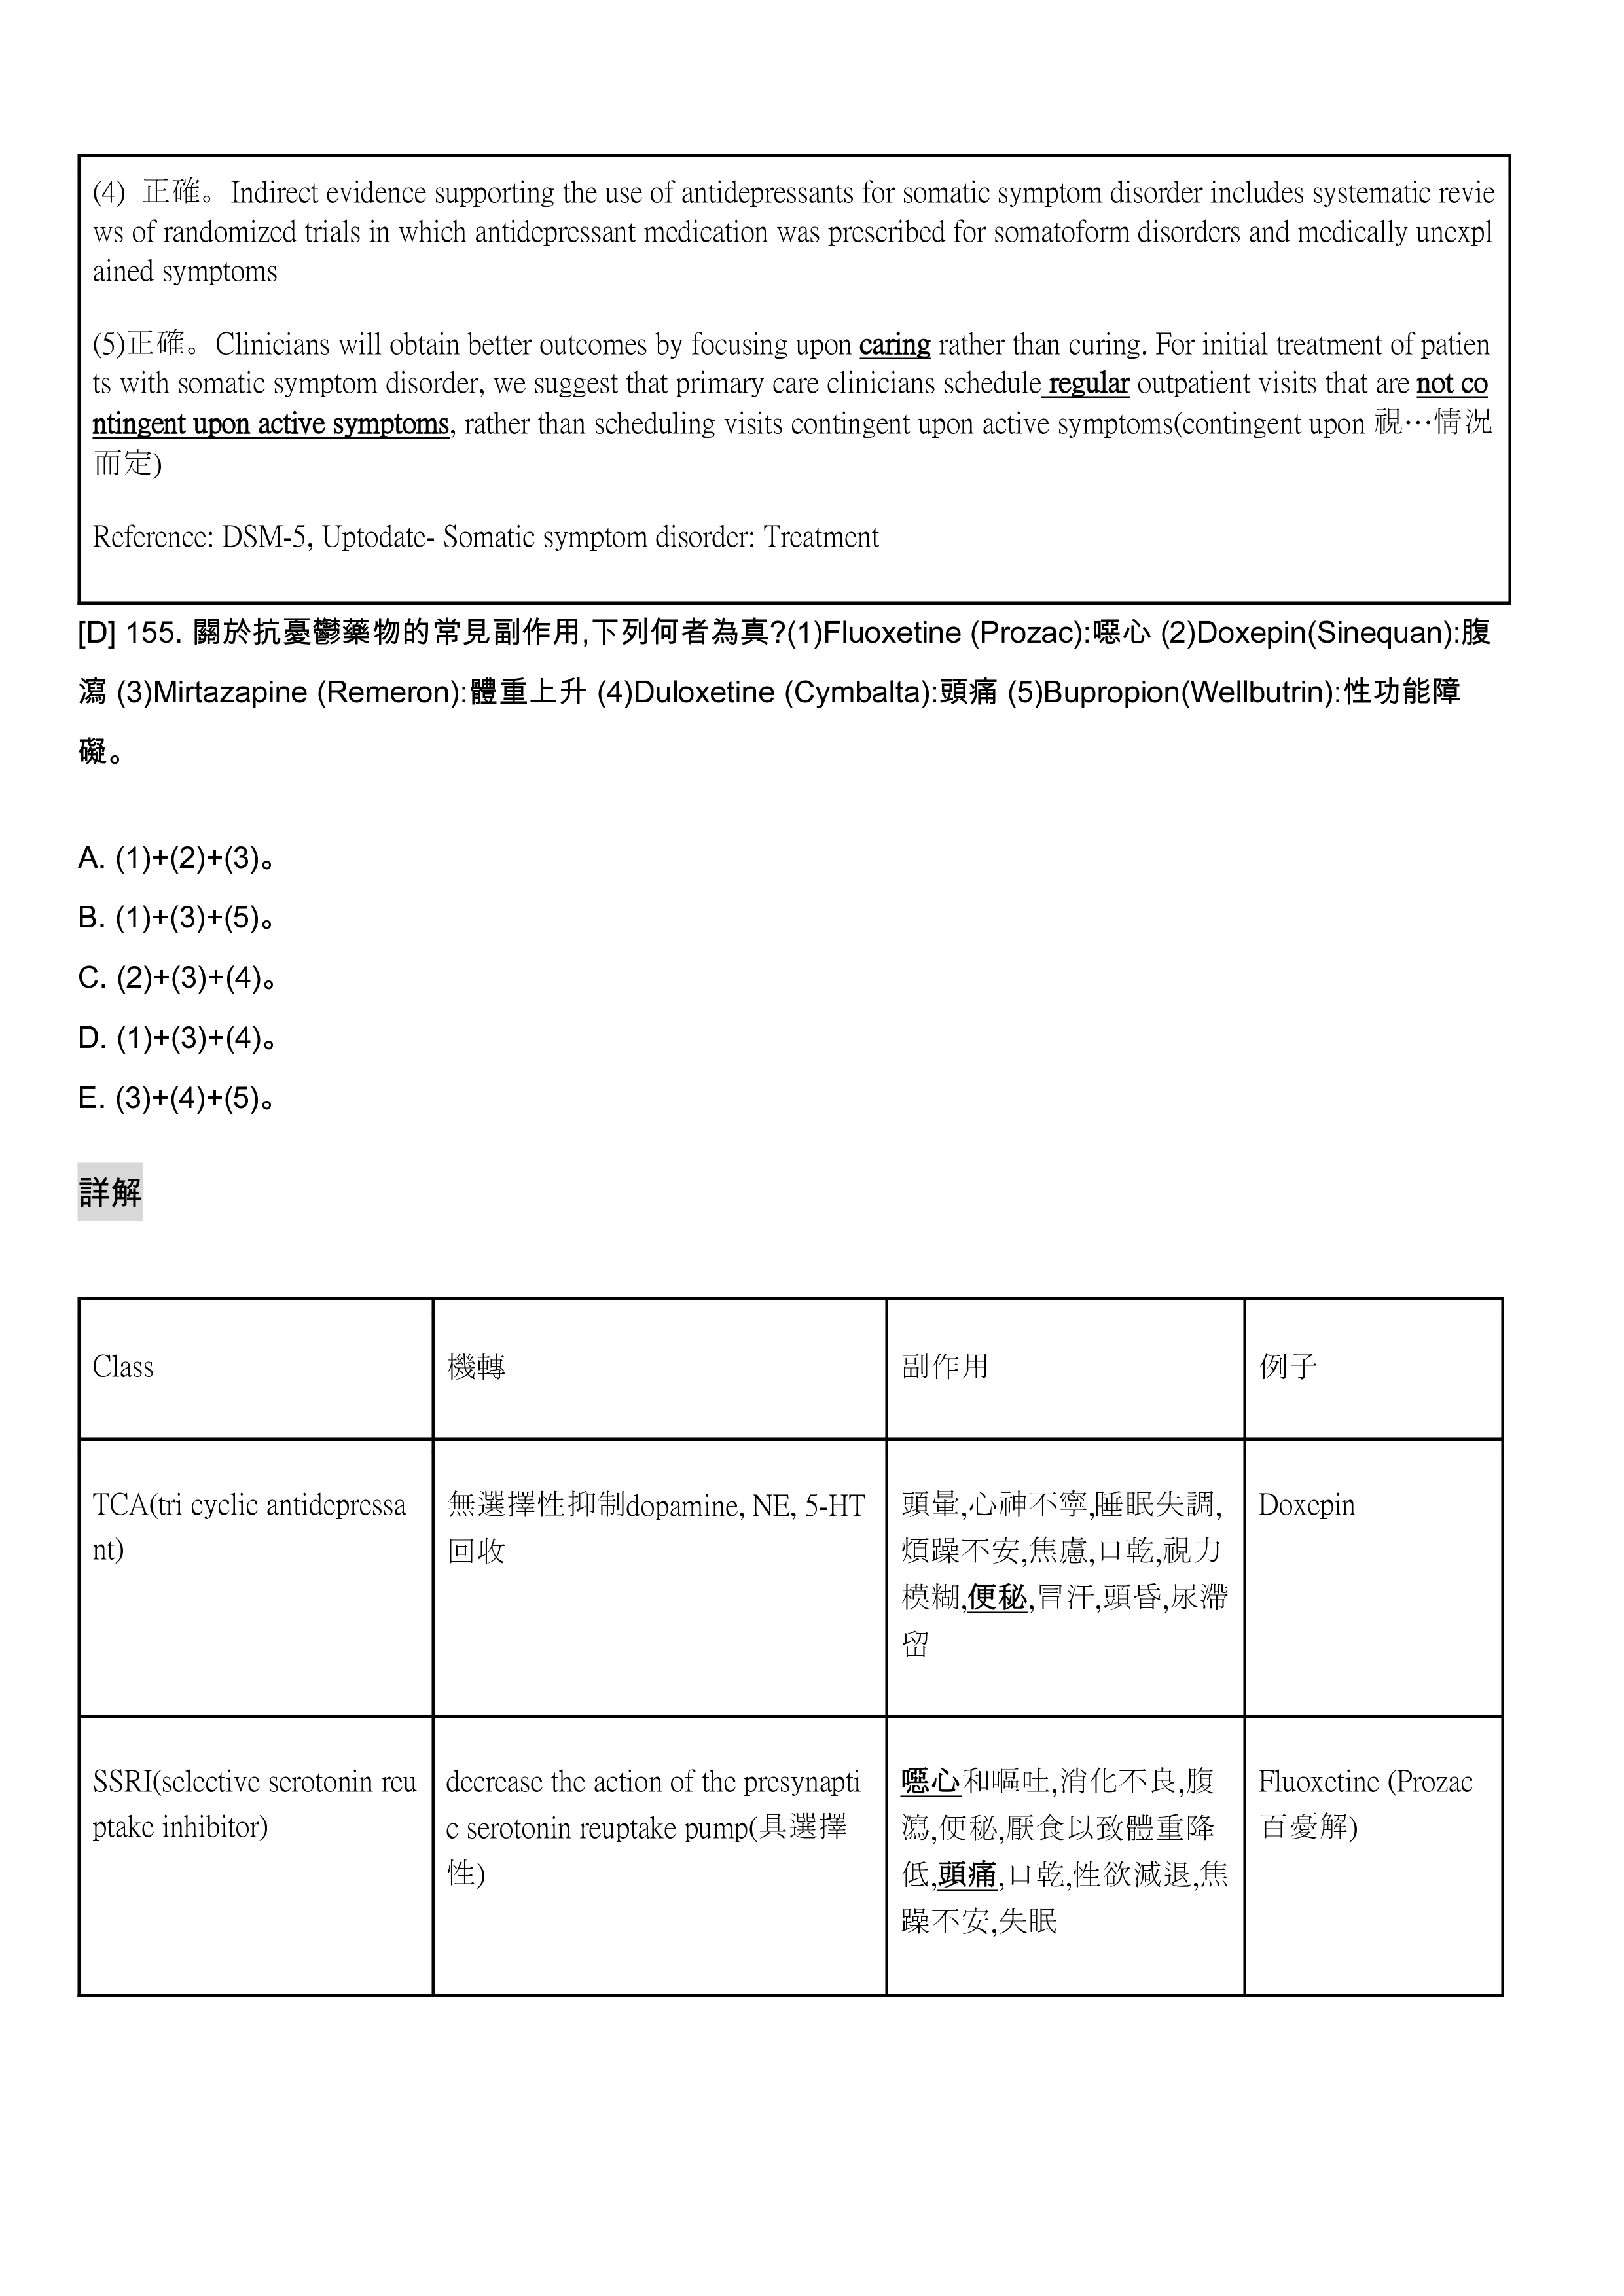 (4) 正確。Indirect evidence supporting the use of antidepressants for somatic symptom disorder includes systematic revie
ws of randomized trials in which antidepressant medication was prescribed for somatoform disorders and medically unexpl
ained symptoms
(5)正確。Clinicians will obtain better outcomes by focusing upon caring rather than curing. For initial treatment of patien
ts with somatic symptom disorder, we suggest that primary care clinicians schedule regular outpatient visits that are not co
ntingent upon active symptoms, rather than scheduling visits contingent upon active symptoms(contingent upon 視…情況
而定)
Reference: DSM-5, Uptodate- Somatic symptom disorder: Treatment
[D] 155. 關於抗憂鬱藥物的常見副作用,下列何者為真?(1)Fluoxetine (Prozac):噁心 (2)Doxepin(Sinequan):腹
瀉 (3)Mirtazapine (Remeron):體重上升 (4)Duloxetine (Cymbalta):頭痛 (5)Bupropion(Wellbutrin):性功能障
礙。
A. (1)+(2)+(3)。
B. (1)+(3)+(5)。
C. (2)+(3)+(4)。
D. (1)+(3)+(4)。
E. (3)+(4)+(5)。
詳解
Class
機轉
副作用
例子
TCA(tri cyclic antidepressa
nt)
無選擇性抑制dopamine, NE, 5-HT
回收
頭暈,心神不寧,睡眠失調,
煩躁不安,焦慮,口乾,視力
模糊,便秘,冒汗,頭昏,尿滯
留
Doxepin
SSRI(selective serotonin reu
ptake inhibitor)
decrease the action of the presynapti
c serotonin reuptake pump(具選擇
性)
噁心和嘔吐,消化不良,腹
瀉,便秘,厭食以致體重降
低,頭痛,口乾,性欲減退,焦
躁不安,失眠
Fluoxetine (Prozac
百憂解)